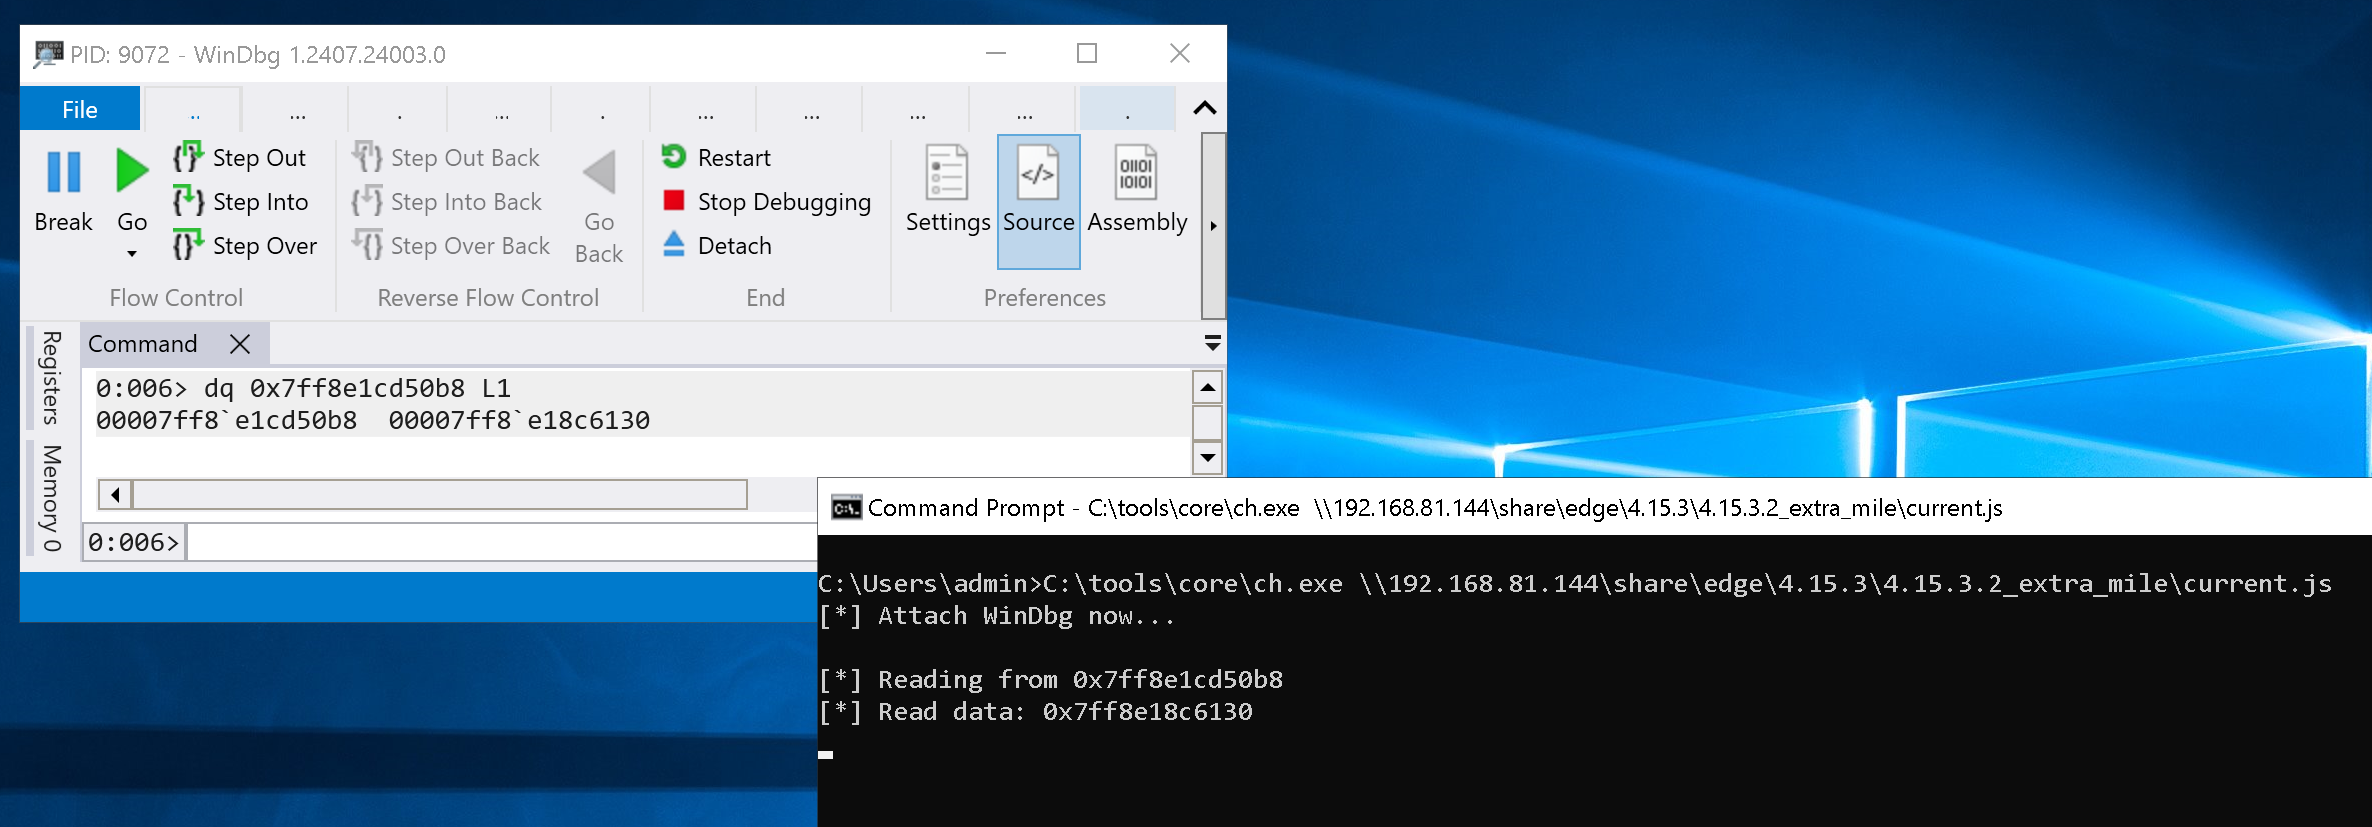 PID: 9072 - WinDbg 1.2407.24003.0
File .. ... . ... . ... ... ... ... .
Break
Go
Step Out
Step Into
Step Over
Flow Control
Step Out Back
Step Into Back
Step Over Back
Go
Back
Reverse Flow Control
Restart
Stop Debugging
Detach
End
Settings
Source
Assembly
Preferences
Registers
Memory 0
Command
0:006> dq 0x7ff8e1cd50b8 L1
00007ff8`e1cd50b8  00007ff8`e18c6130
0:006>
Command Prompt - C:\tools\core\ch.exe  \\192.168.81.144\share\edge\4.15.3\4.15.3.2_extra_mile\current.js
C:\Users\admin>C:\tools\core\ch.exe \\192.168.81.144\share\edge\4.15.3\4.15.3.2_extra_mile\current.js
[*] Attach WinDbg now...
[*] Reading from 0x7ff8e1cd50b8
[*] Read data: 0x7ff8e18c6130